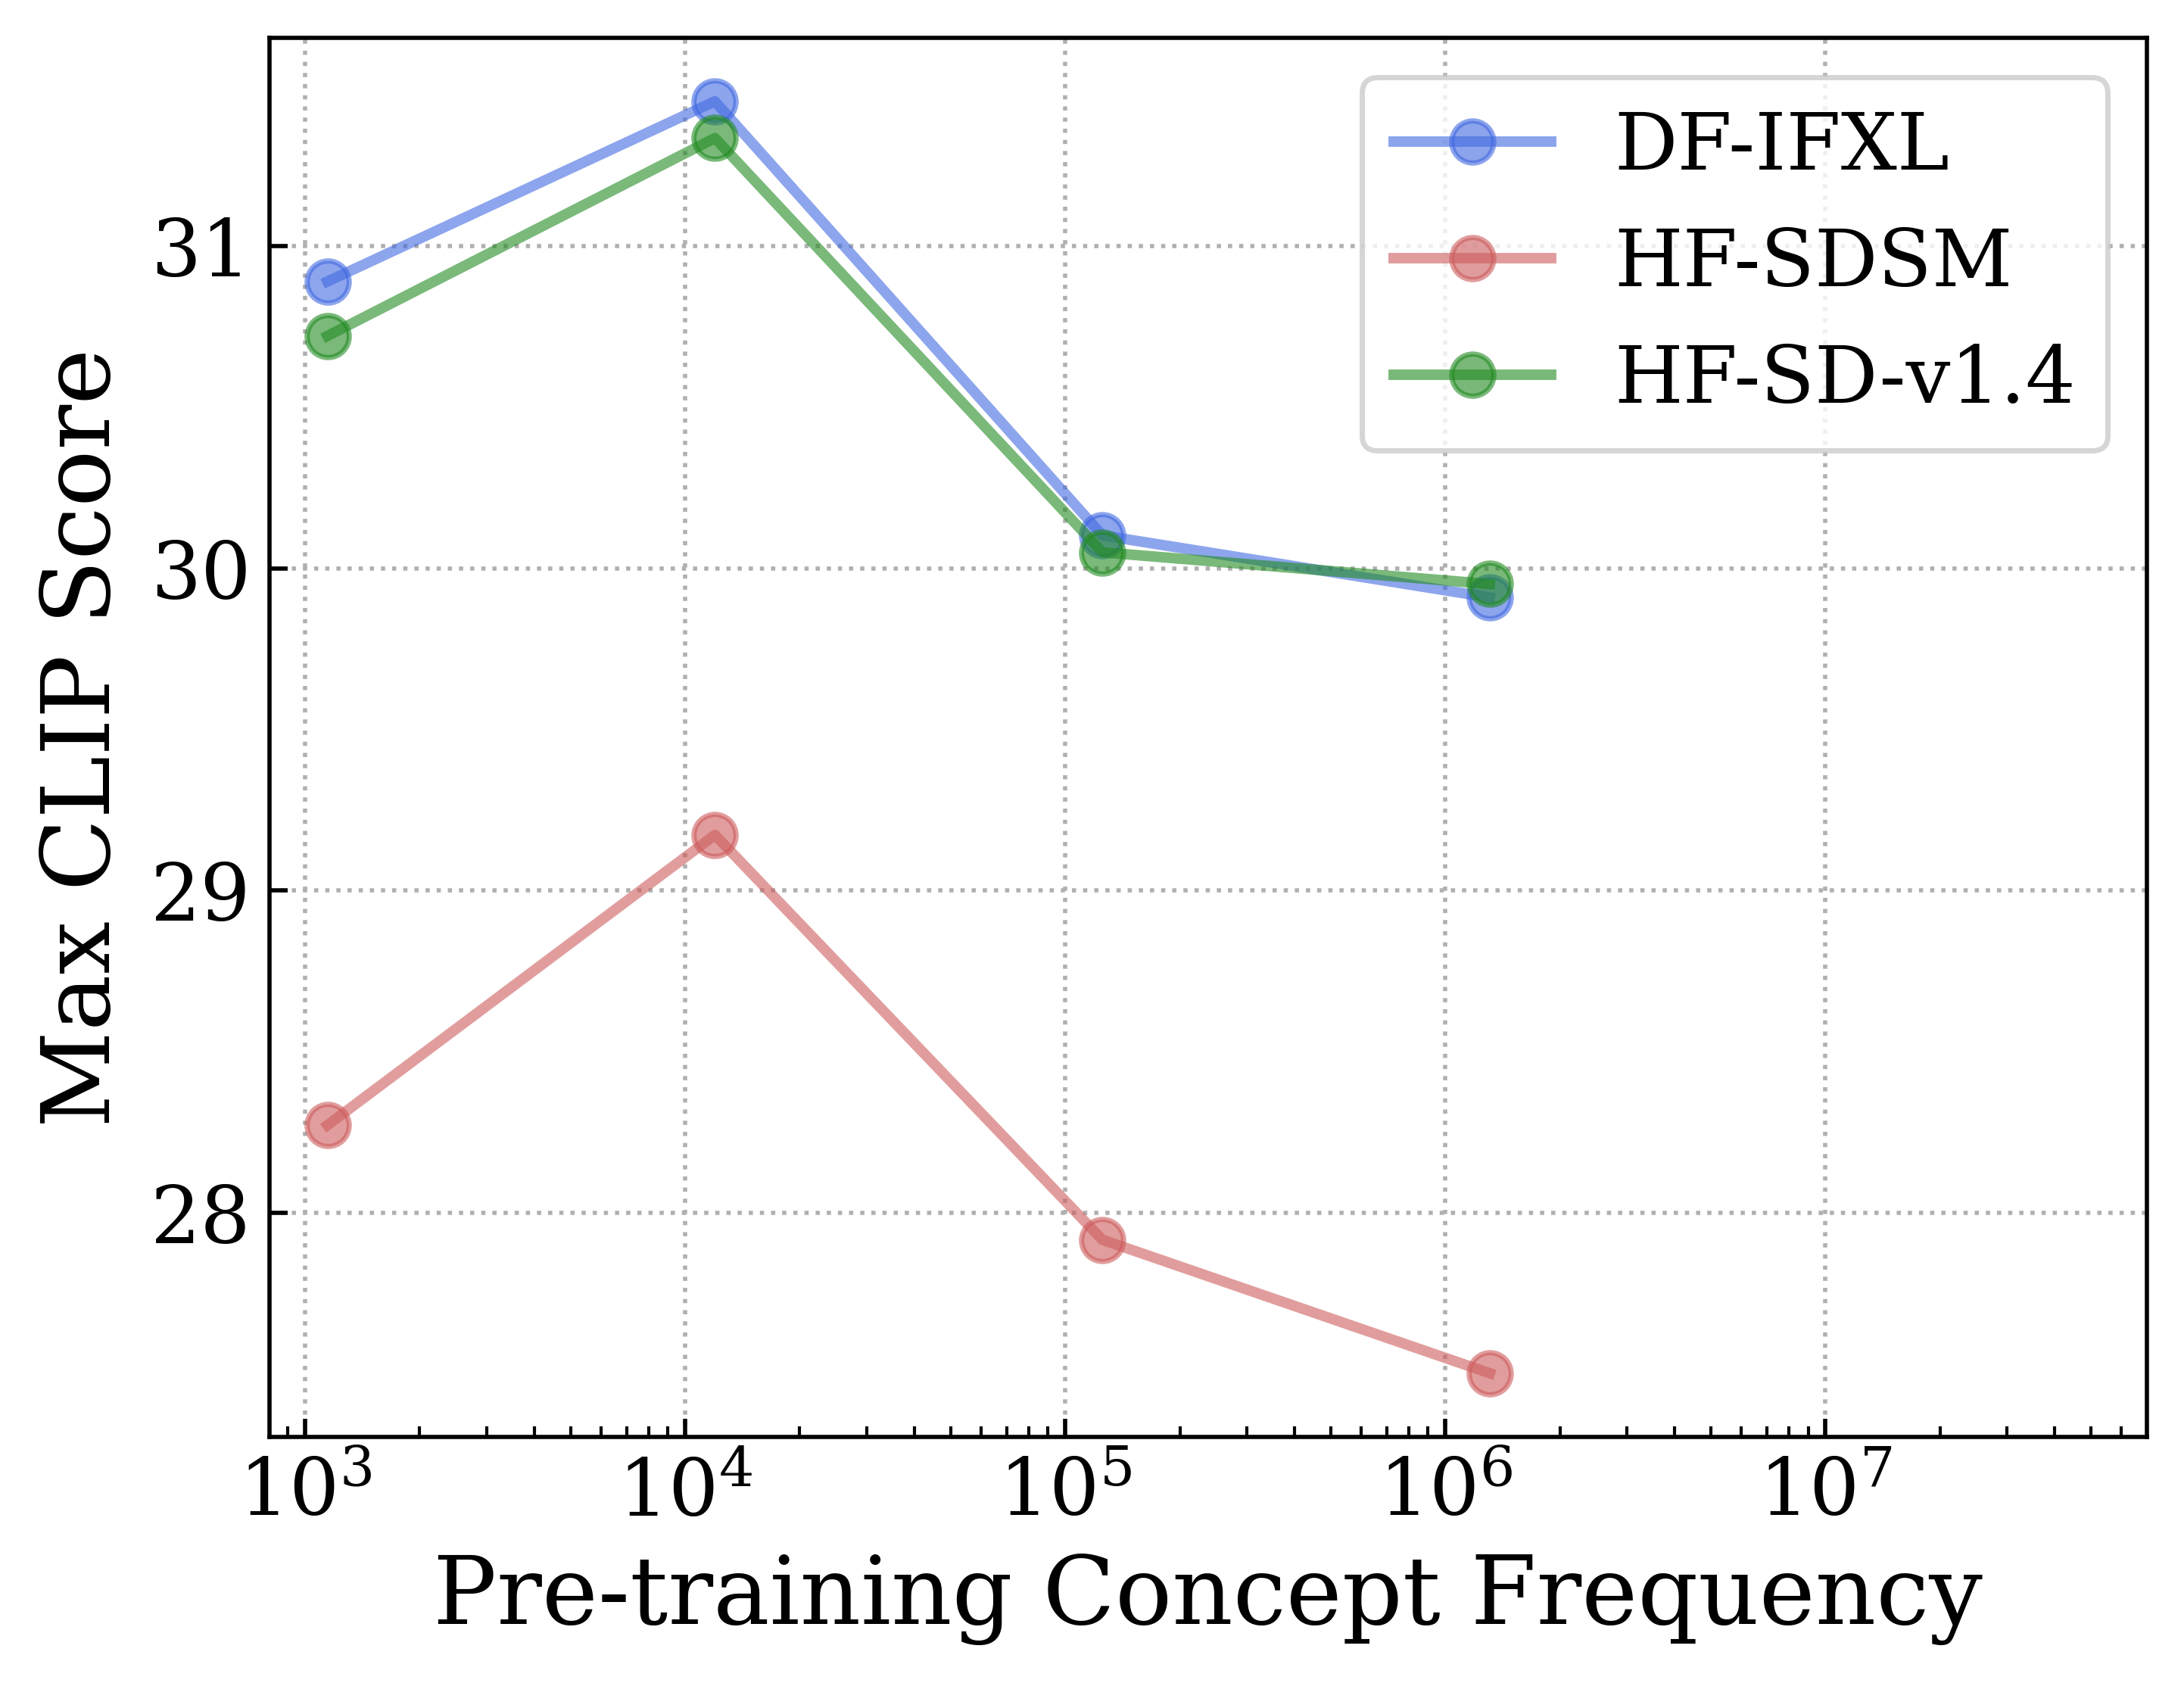 DF-IFXL
HF-SDSM
HF-SD-v1.4
Max CLIP Score
31
30
29
28
10³
10⁴
10⁵
10⁶
10⁷
Pre-training Concept Frequency